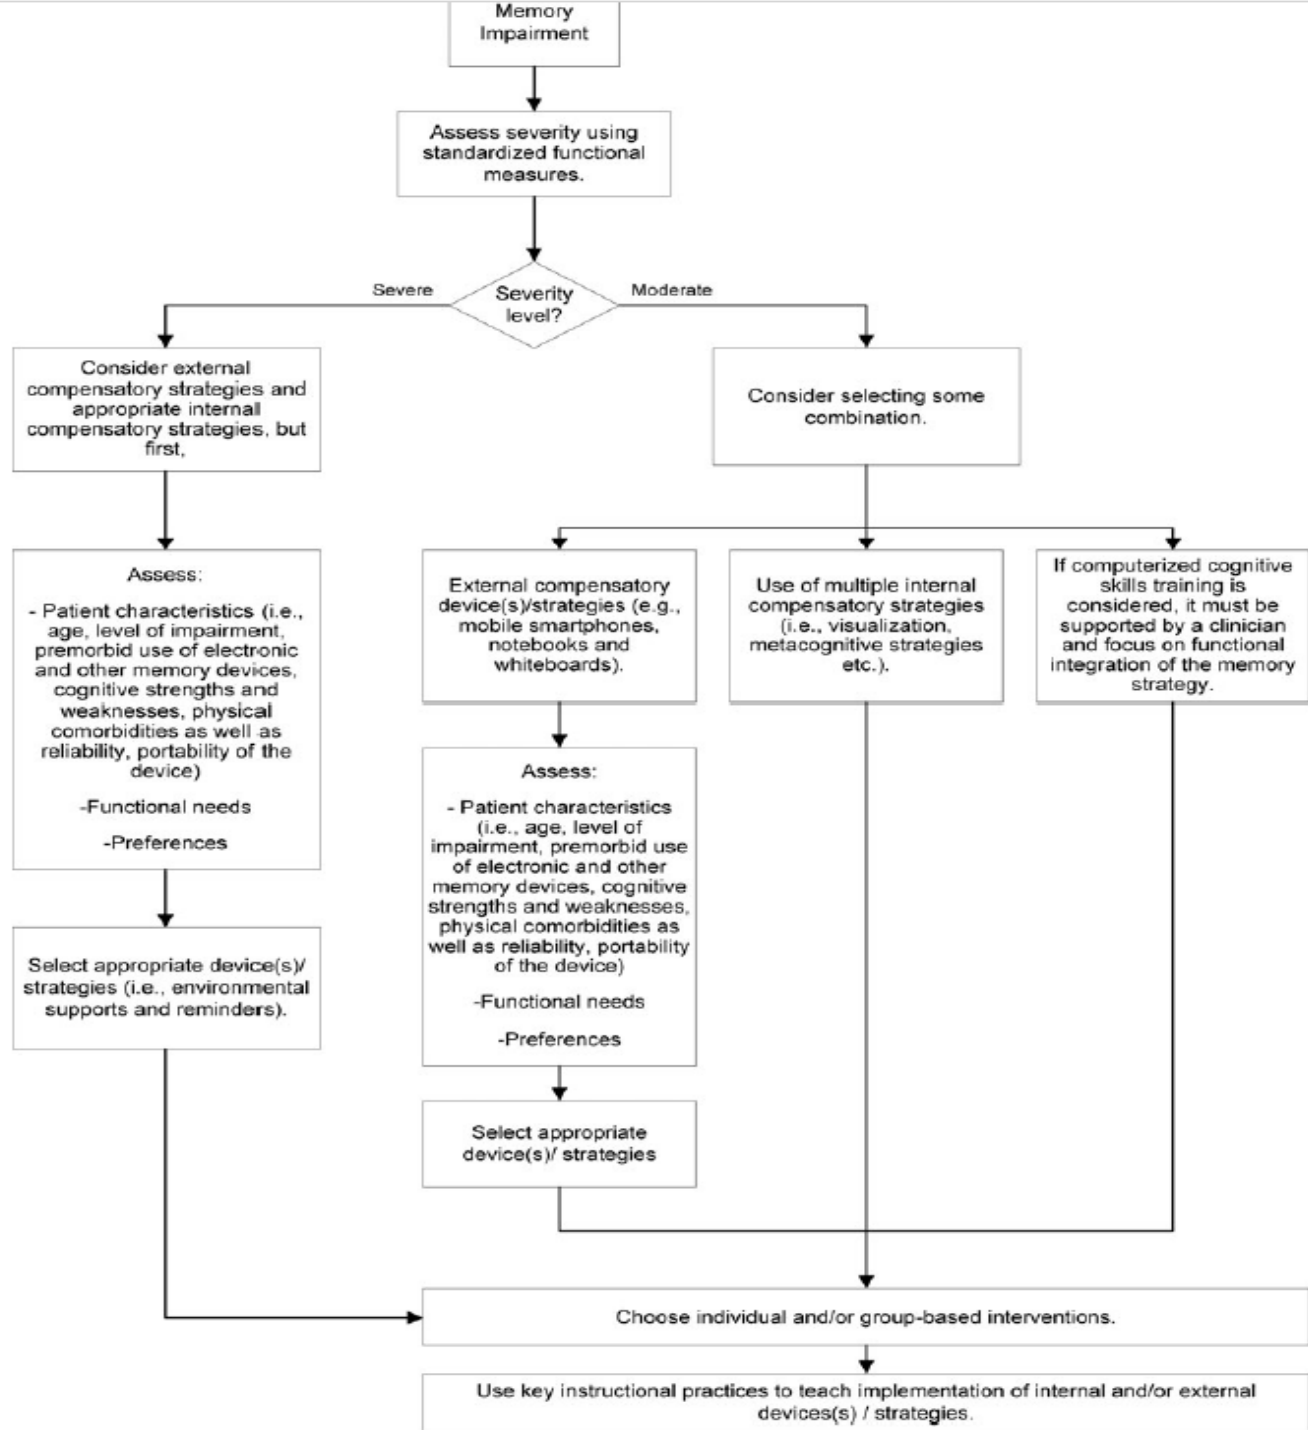 Memory
Impairment
Assess severity using
standardized functional
measures.
Severe
Severity
level?
Moderate
Consider external
compensatory strategies and
appropriate internal
compensatory strategies, but
first,
Consider selecting some
combination.
Assess:
- Patient characteristics (i.e.,
age, level of impairment,
premorbid use of electronic
and other memory devices,
cognitive strengths and
weaknesses, physical
comorbidities as well as
reliability, portability of the
device)
-Functional needs
-Preferences
Select appropriate device(s)/
strategies (i.e., environmental
supports and reminders).
External compensatory
device(s)/strategies (e.g.,
mobile smartphones,
notebooks and
whiteboards).
Assess:
- Patient characteristics
(i.e., age, level of
impairment, premorbid use
of electronic and other
memory devices, cognitive
strengths and weaknesses,
physical comorbidities as
well as reliability, portability
of the device)
-Functional needs
-Preferences
Select appropriate
device(s)/ strategies
Use of multiple internal
compensatory strategies
(i.e., visualization,
metacognitive strategies
etc.).
If computerized cognitive
skills training is
considered, it must be
supported by a clinician
and focus on functional
integration of the memory
strategy.
Choose individual and/or group-based interventions.
Use key instructional practices to teach implementation of internal and/or external
devices(s) / strategies.